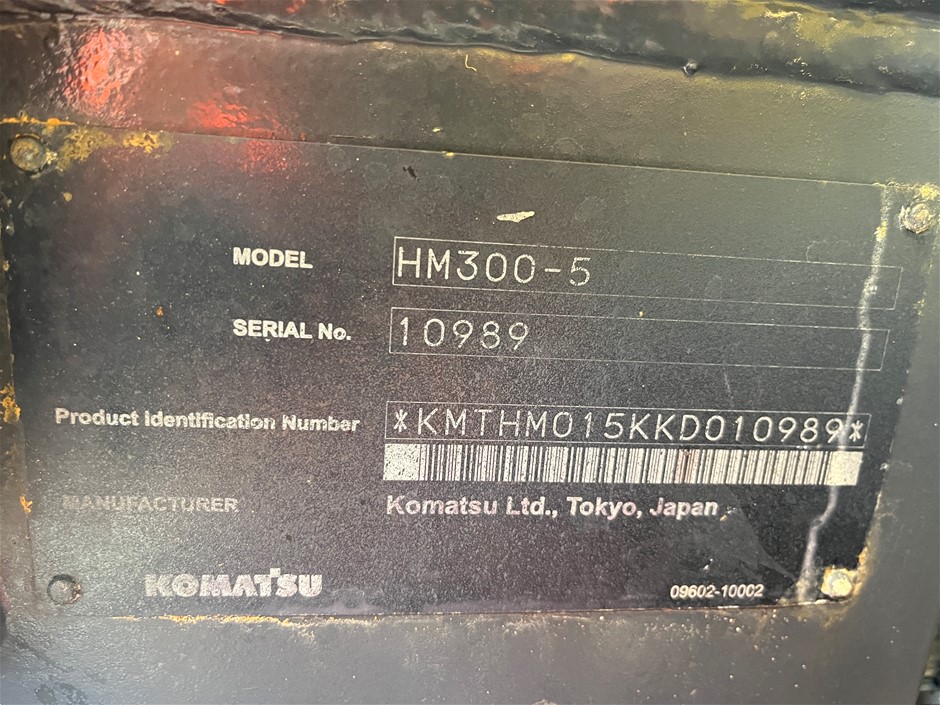 MODEL HM300-5
SERIAL No. 10989
Product Identification Number *KMTHM015KKD010989*
MANUFACTURER Komatsu Ltd., Tokyo, Japan
KOMATSU 09602-10002